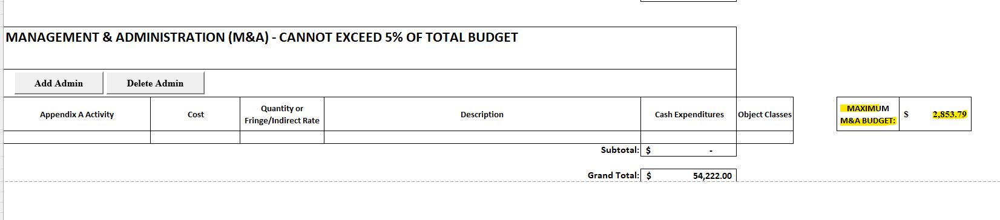 MANAGEMENT & ADMINISTRATION (M&A) - CANNOT EXCEED 5% OF TOTAL BUDGET
Add Admin Delete Admin
Appendix A Activity
Cost
Quantity or
Fringe/Indirect Rate
Description
Cash Expenditures
Object Classes
MAXIMUM
M&A BUDGET:
$ 2,853.79
Subtotal: $ -
Grand Total: $ 54,222.00